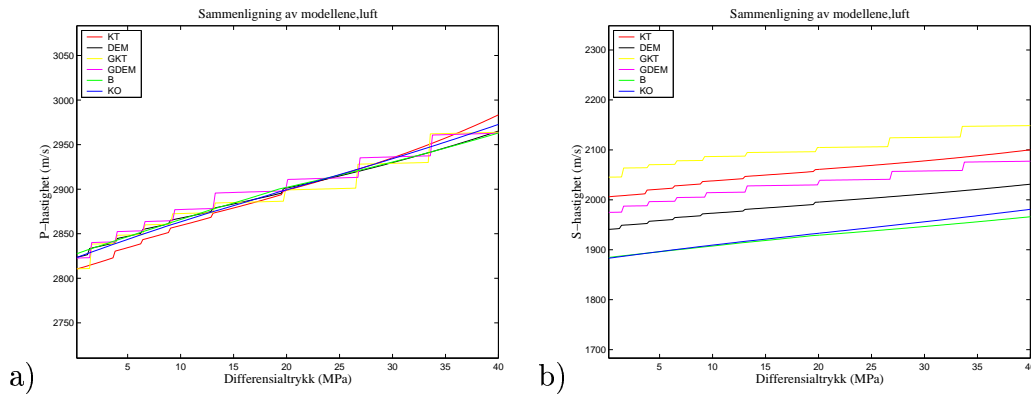 Sammenligning av modellene,luft
P−hastighet (m/s)
3050
3000
2950
2900
2850
2800
2750
KT
DEM
GKT
GDEM
B
KO
5 10 15 20 25 30 35 40
Differensialtrykk (MPa)
a)
Sammenligning av modellene,luft
S−hastighet (m/s)
2300
2200
2100
2000
1900
1800
1700
KT
DEM
GKT
GDEM
B
KO
5 10 15 20 25 30 35 40
Differensialtrykk (MPa)
b)